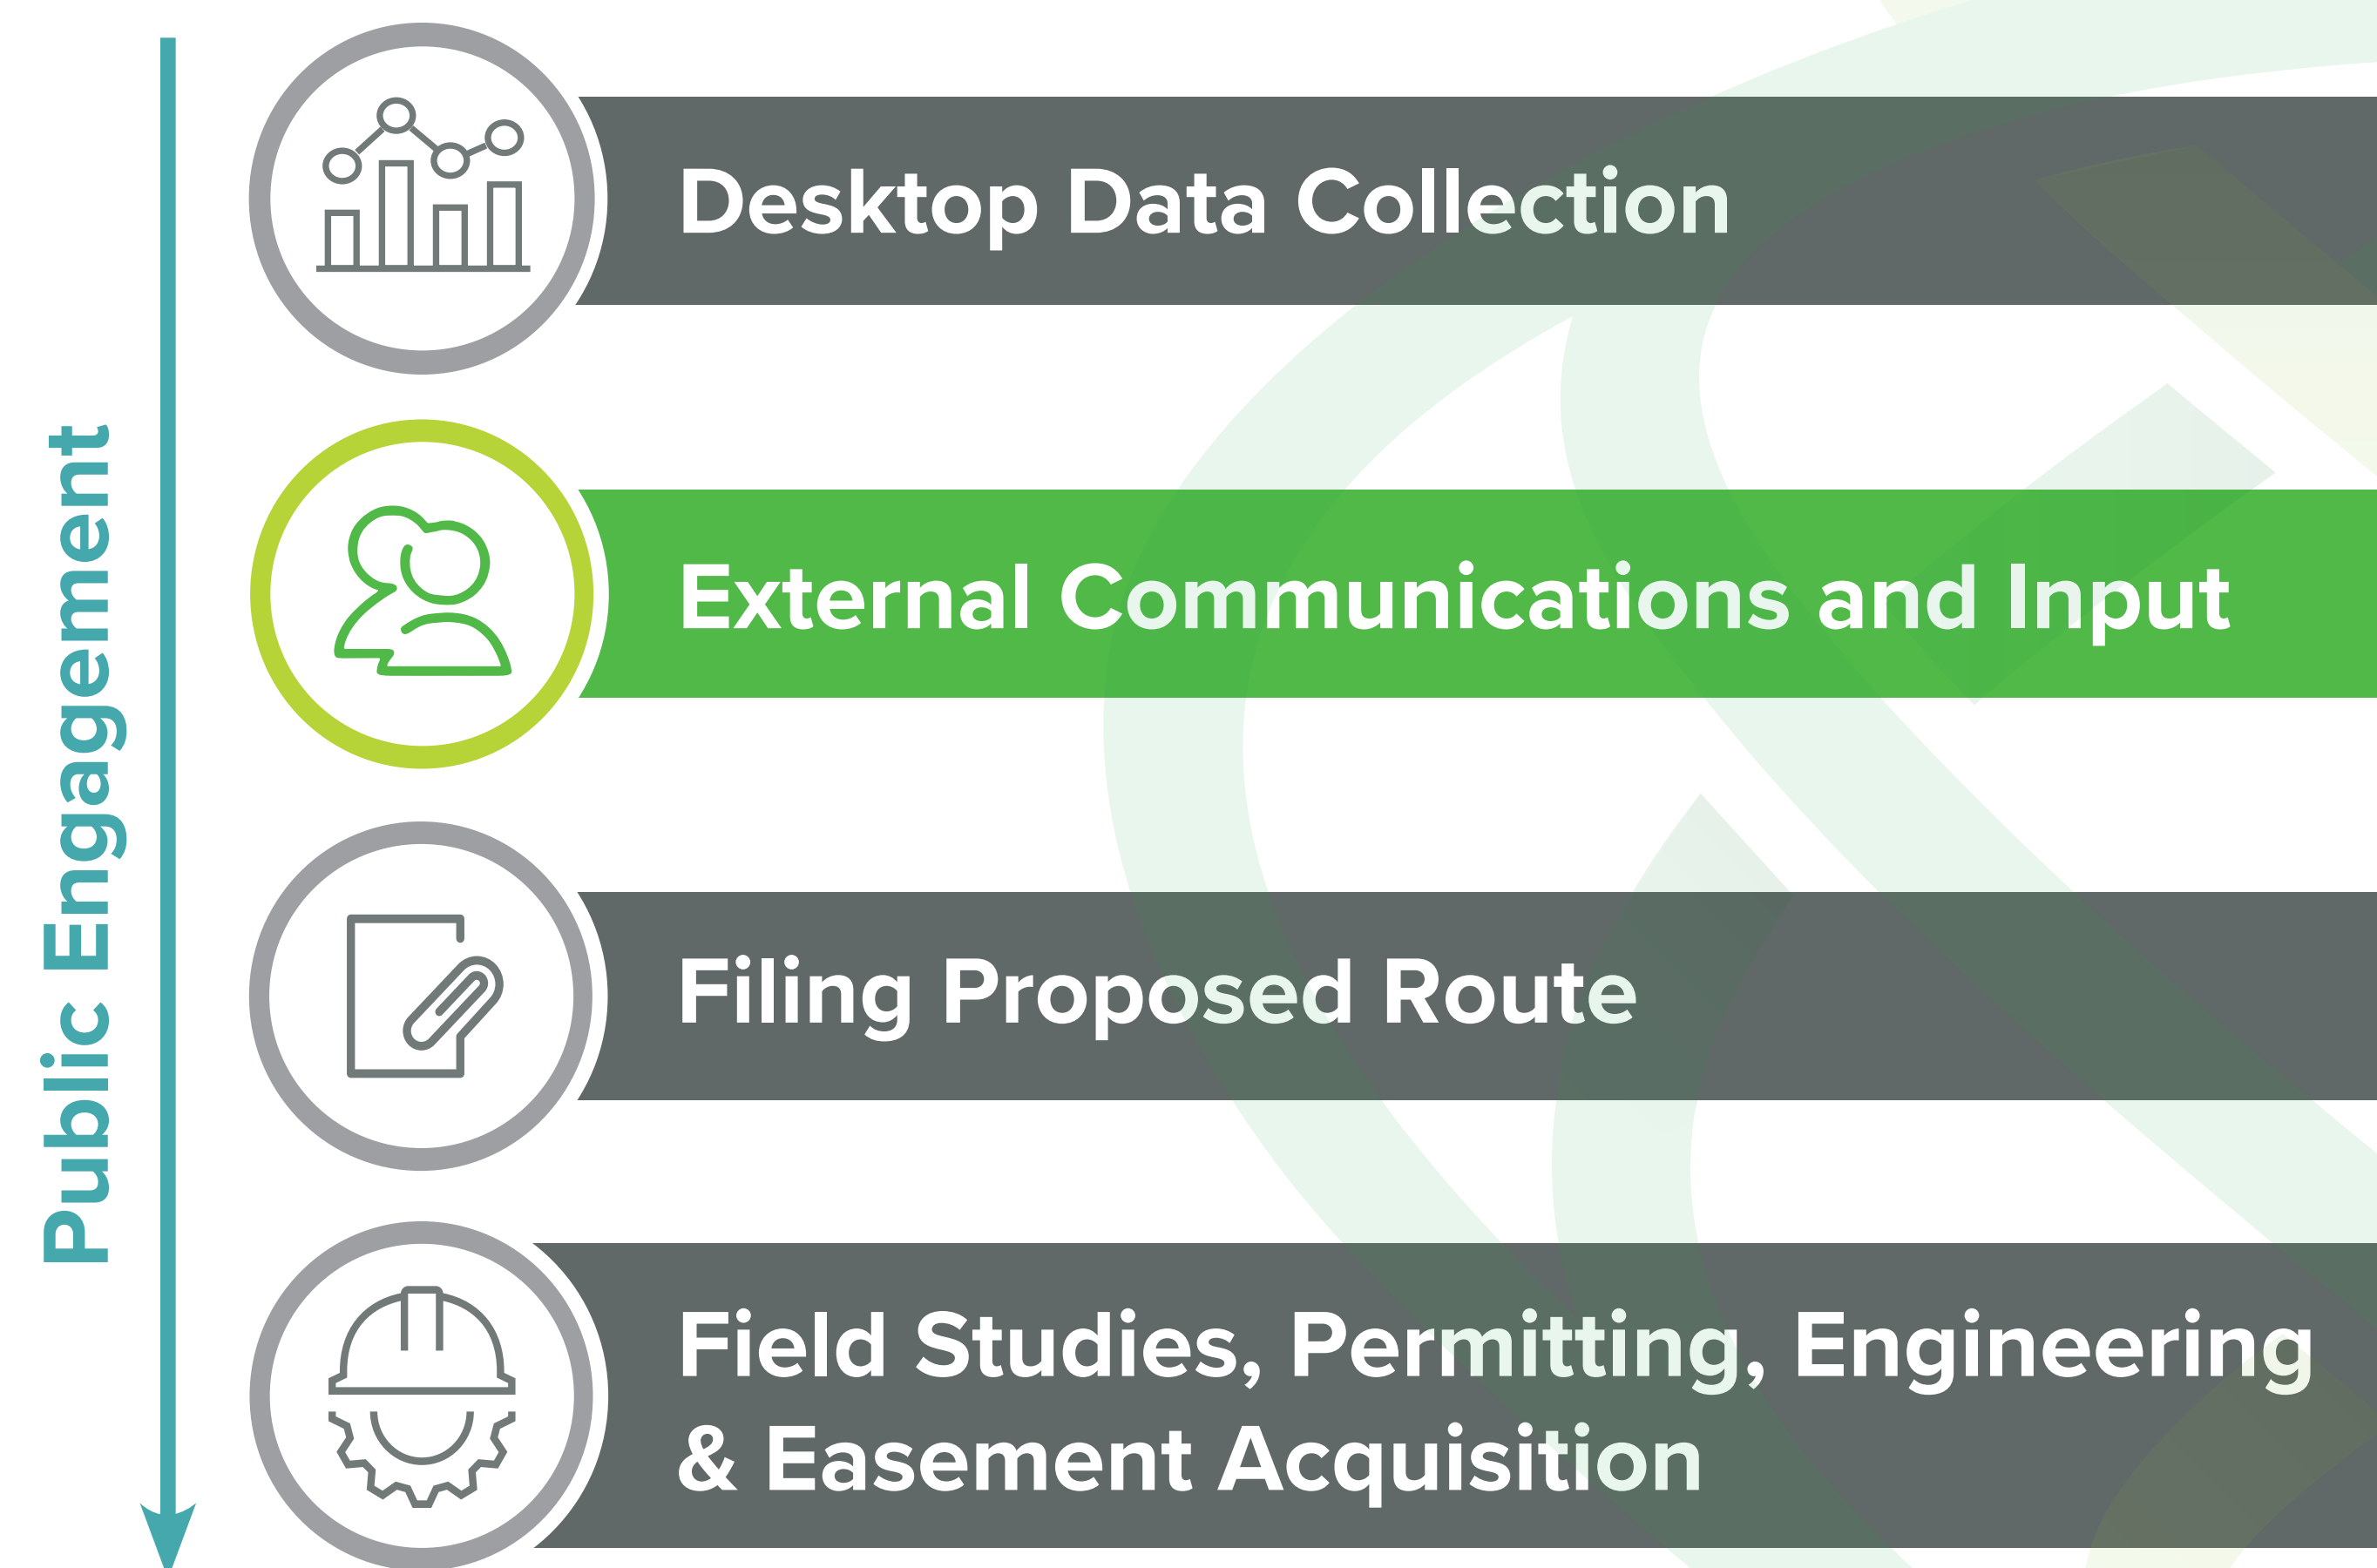 Public Engagement
Desktop Data Collection
External Communications and Input
Filing Proposed Route
Field Studies, Permitting, Engineering
& Easement Acquisition